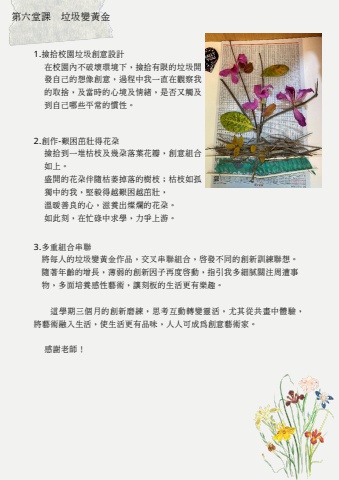 第六堂課　垃圾變黃金
1.撿拾校園垃圾創意設計
在校園內不破壞環境下，撿拾有限的垃圾開
發自己的想像創意，過程中我一直在觀察我
的取捨，及當時的心境及情緒，是否又觸及
到自己哪些平常的慣性。
2.創作-艱困茁壯得花朵
撿拾到一堆枯枝及幾朵落葉花瓣，創意組合
如上。
盛開的花朵伴隨枯萎掉落的樹枝；枯枝如孤
獨中的我，堅毅得越艱困越茁壯，
溫暖善良的心，滋養出燦爛的花朵。
如此刻，在忙碌中求學，力爭上游。
3.多重組合串聯
將每人的垃圾變黃金作品，交叉串聯組合，啓發不同的創新訓練聯想。
隨著年齡的增長，薄弱的創新因子再度啓動，指引我多細膩關注周遭事
物，多面培養感性藝術，讓刻板的生活更有樂趣。
這學期三個月的創新磨練，思考互動轉變靈活，尤其從共畫中體驗，
將藝術融入生活，使生活更有品味，人人可成爲創意藝術家。
感謝老師！